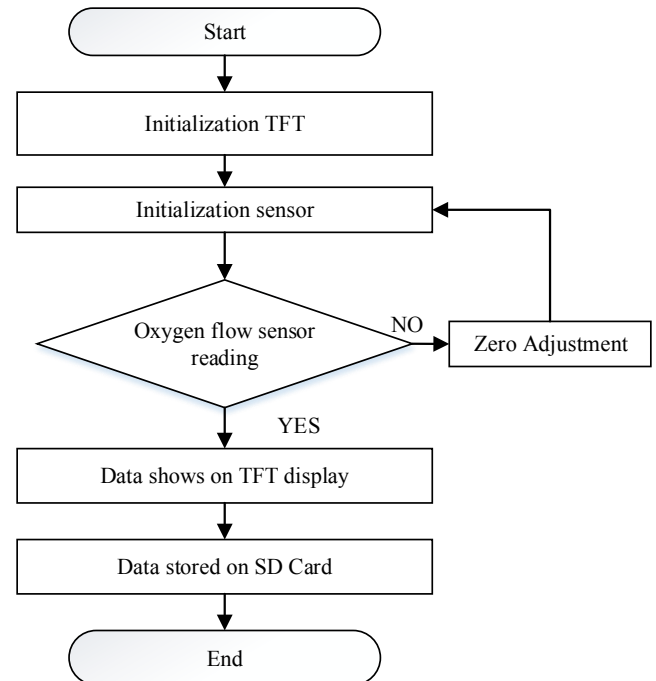 Start
Initialization TFT
Initialization sensor
Oxygen flow sensor
reading
NO
Zero Adjustment
YES
Data shows on TFT display
Data stored on SD Card
End